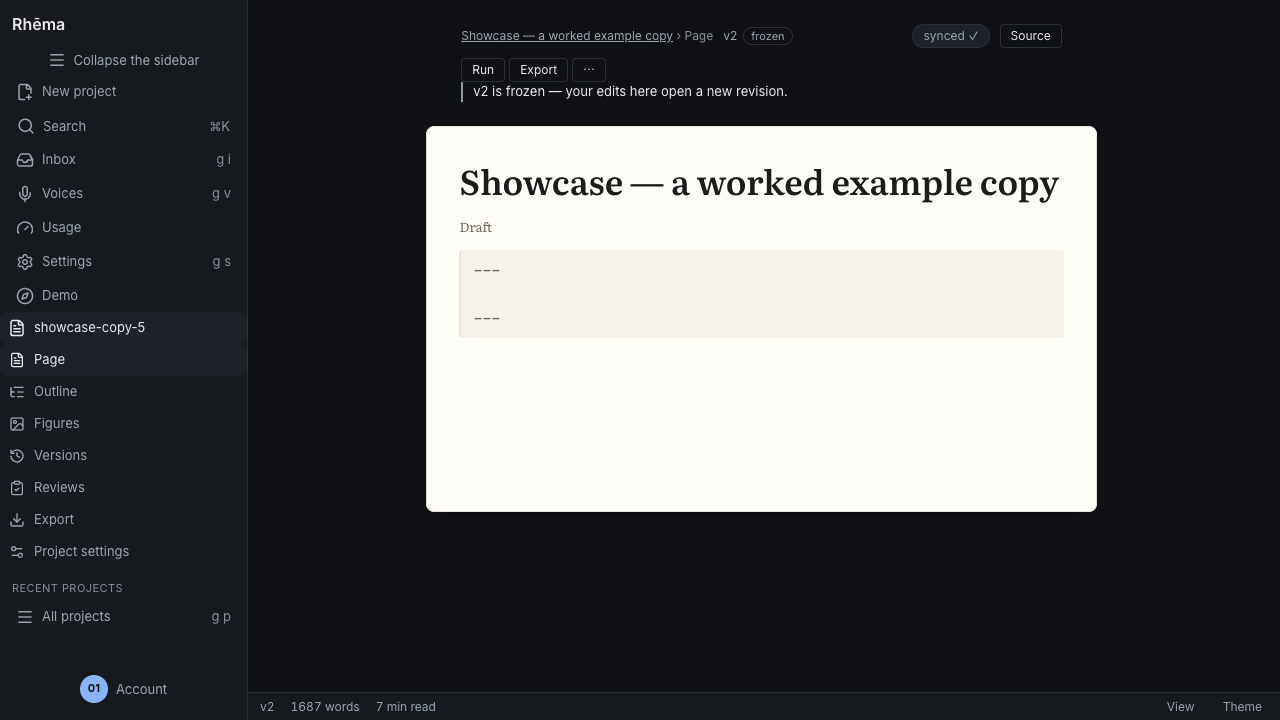 Rhēma
Collapse the sidebar
New project
Search ⌘K
Inbox g i
Voices g v
Usage
Settings g s
Demo
showcase-copy-5
Page
Outline
Figures
Versions
Reviews
Export
Project settings
RECENT PROJECTS
All projects g p
01 Account
Showcase — a worked example copy › Page v2 frozen
synced ✓ Source
Run Export ⋯
v2 is frozen — your edits here open a new revision.
Showcase — a worked example copy
Draft
---
---
v2 1687 words 7 min read
View Theme